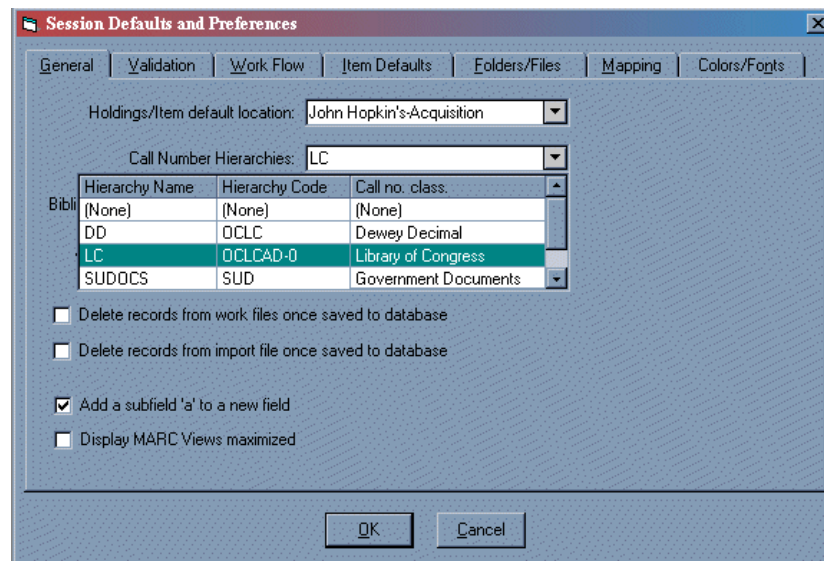 Session Defaults and Preferences
General Validation Work Flow Item Defaults Folders/Files Mapping Colors/Fonts
Holdings/Item default location: John Hopkin's-Acquisition
Call Number Hierarchies: LC
Hierarchy Name Hierarchy Code Call no. class.
Bibli
(None) (None) (None)
DD OCLC Dewey Decimal
LC OCLCAD-0 Library of Congress
SUDOCS SUD Government Documents
Delete records from work files once saved to database
Delete records from import file once saved to database
Add a subfield 'a' to a new field
Display MARC Views maximized
OK Cancel